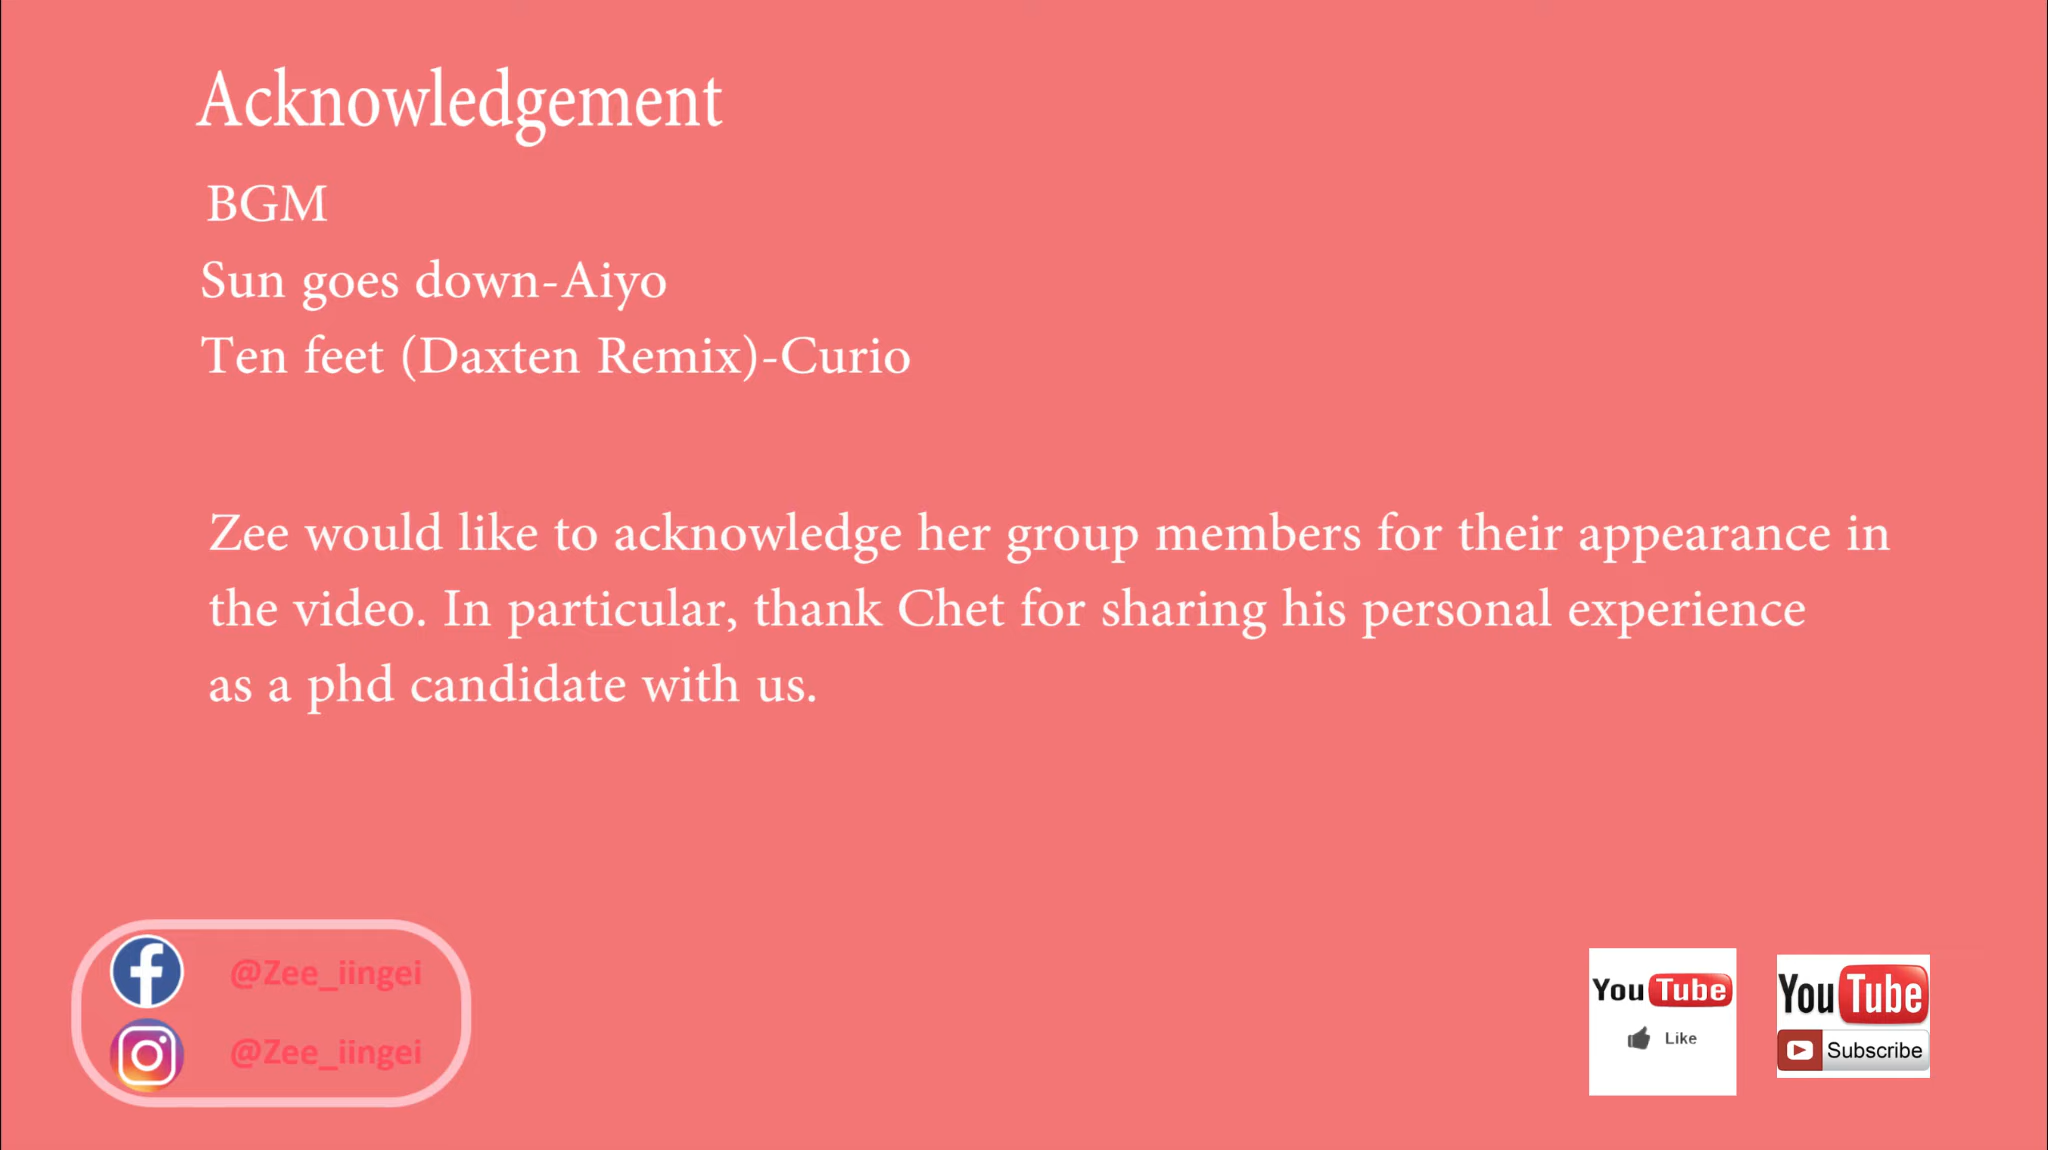 Acknowledgement
BGM
Sun goes down-Aiyo
Ten feet (Daxten Remix)-Curio
Zee would like to acknowledge her group members for their appearance in
the video. In particular, thank Chet for sharing his personal experience
as a phd candidate with us.
@Zee_iingei
@Zee_iingei
YouTube
Like
YouTube
Subscribe